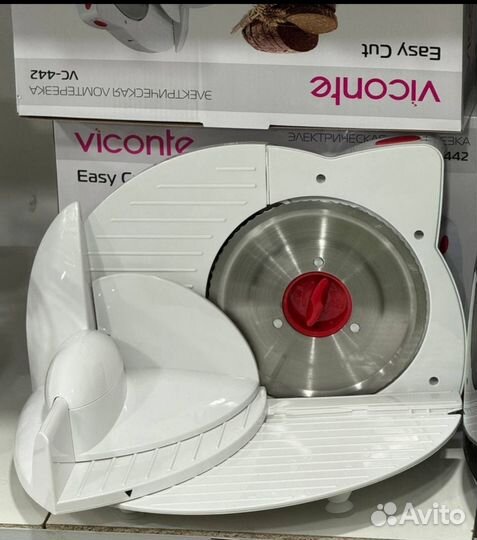 Easy Cut
viconte
ЭЛЕКТРИЧЕСКАЯ ЛОМТЕРЕЗКА
VC-442
viconte
ЭЛЕКТРИЧЕСКАЯ
442
Easy
Avito